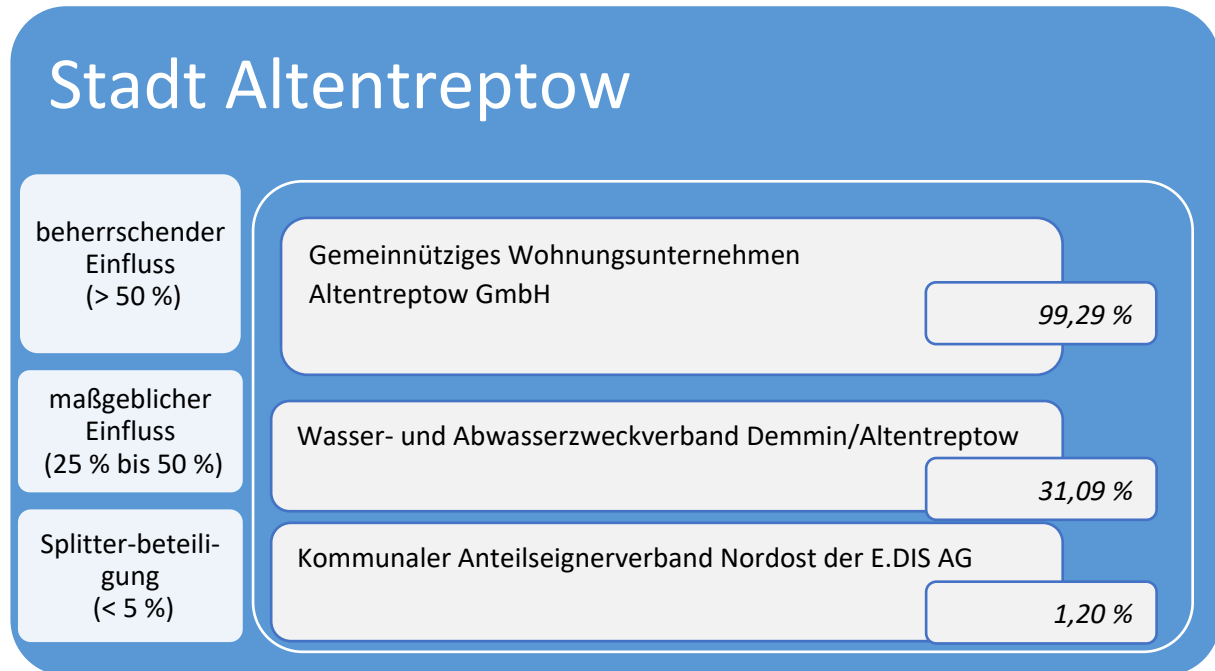 Stadt Altentreptow
beherrschender
Einfluss
(> 50 %)
Gemeinnütziges Wohnungsunternehmen
Altentreptow GmbH
99,29 %
maßgeblicher
Einfluss
(25 % bis 50 %)
Wasser- und Abwasserzweckverband Demmin/Altentreptow
31,09 %
Splitter-beteili-
gung
(< 5 %)
Kommunaler Anteilseignerverband Nordost der E.DIS AG
1,20 %